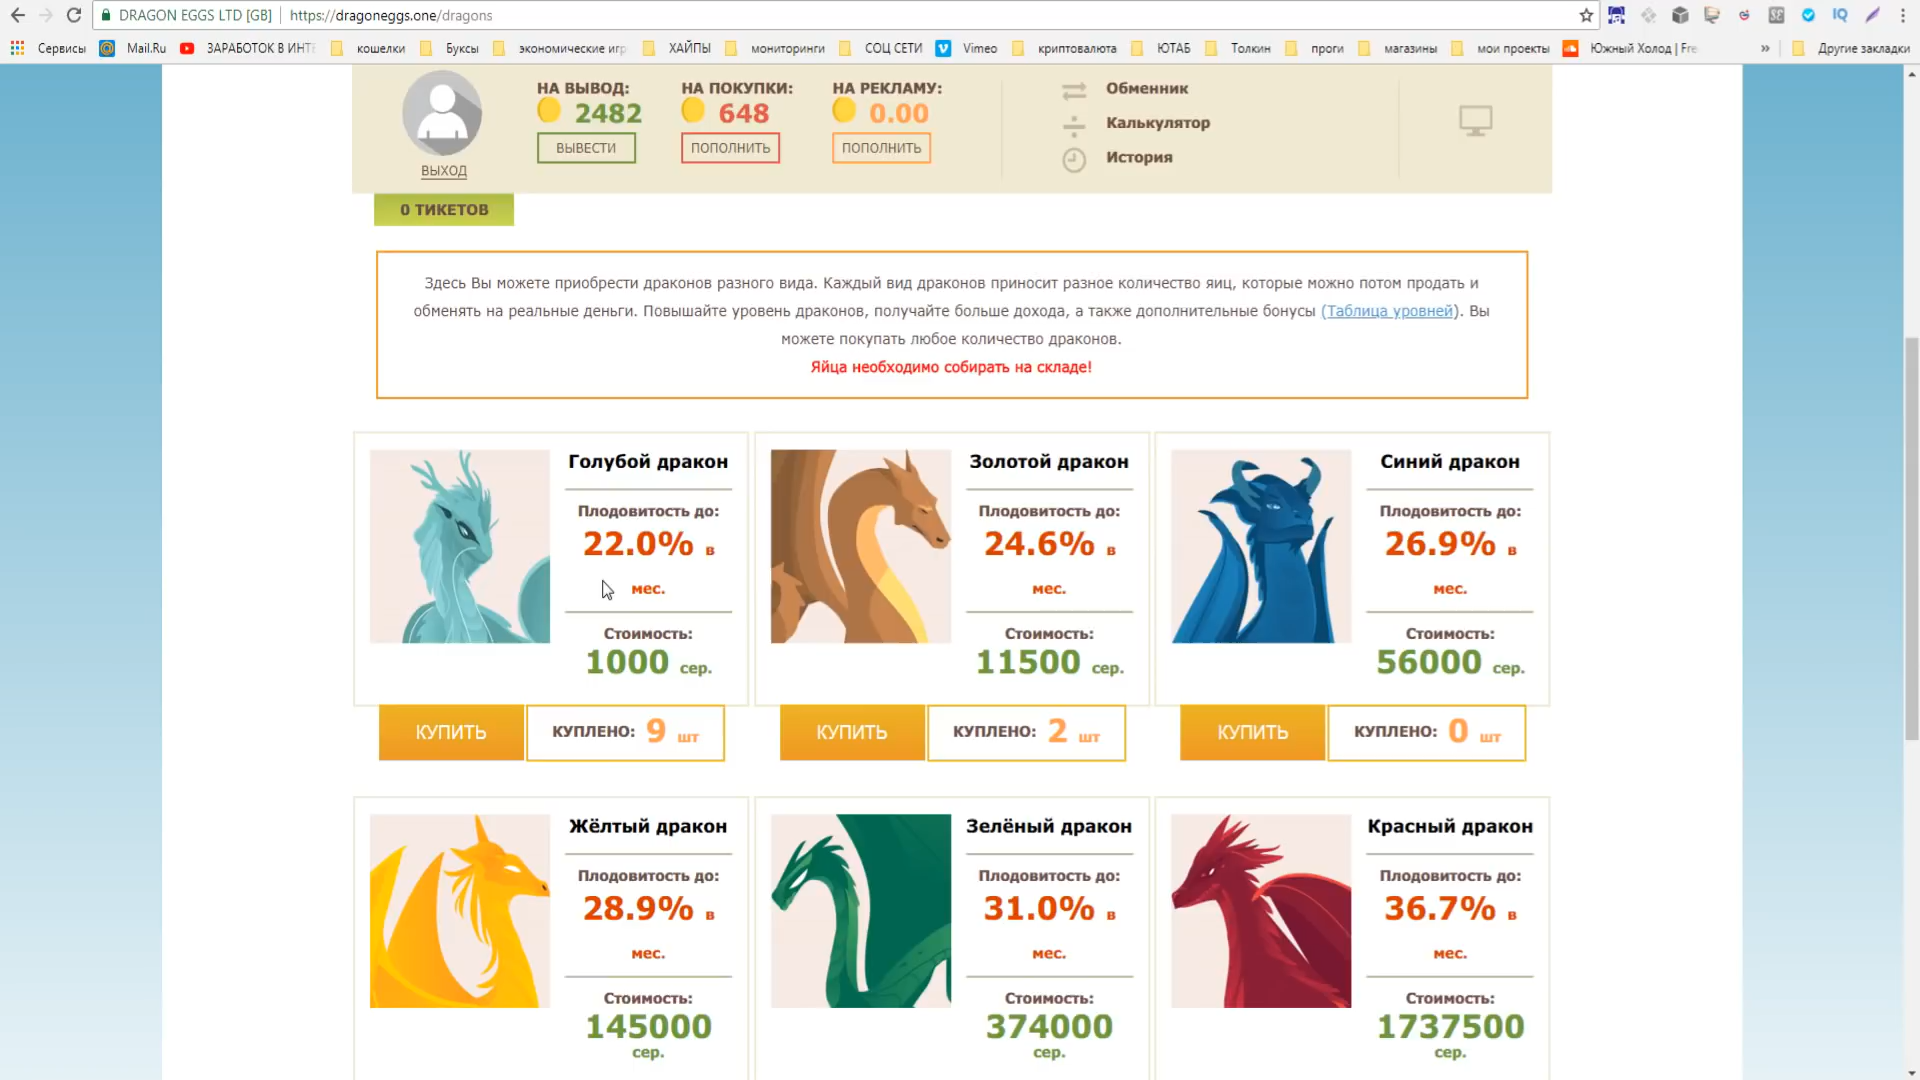 DRAGON EGGS LTD [GB] https://dragoneggs.one/dragons
Сервисы Mail.Ru ЗАРАБОТОК В ИНТЕ кошелки Буксы экономические игр ХАЙПЫ мониторинги СОЦ СЕТИ Vimeo криптовалюта ЮТАБ Толкин проги магазины мои проекты Южный Холод | Fre » Другие закладки
НА ВЫВОД: НА ПОКУПКИ: НА РЕКЛАМУ: Обменник
2482 648 0.00
Калькулятор
ВЫВЕСТИ ПОПОЛНИТЬ ПОПОЛНИТЬ
История
ВЫХОД
0 ТИКЕТОВ
Здесь Вы можете приобрести драконов разного вида. Каждый вид драконов приносит разное количество яиц, которые можно потом продать и
обменять на реальные деньги. Повышайте уровень драконов, получайте больше дохода, а также дополнительные бонусы (Таблица уровней). Вы
можете покупать любое количество драконов.
Яйца необходимо собирать на складе!
Голубой дракон Золотой дракон Синий дракон
Плодовитость до: Плодовитость до: Плодовитость до:
22.0% в 24.6% в 26.9% в
мес. мес. мес.
Стоимость: Стоимость: Стоимость:
1000 сер. 11500 сер. 56000 сер.
КУПИТЬ КУПЛЕНО: 9 шт КУПИТЬ КУПЛЕНО: 2 шт КУПИТЬ КУПЛЕНО: 0 шт
Жёлтый дракон Зелёный дракон Красный дракон
Плодовитость до: Плодовитость до: Плодовитость до:
28.9% в 31.0% в 36.7% в
мес. мес. мес.
Стоимость: Стоимость: Стоимость:
145000 374000 1737500
сер. сер. сер.